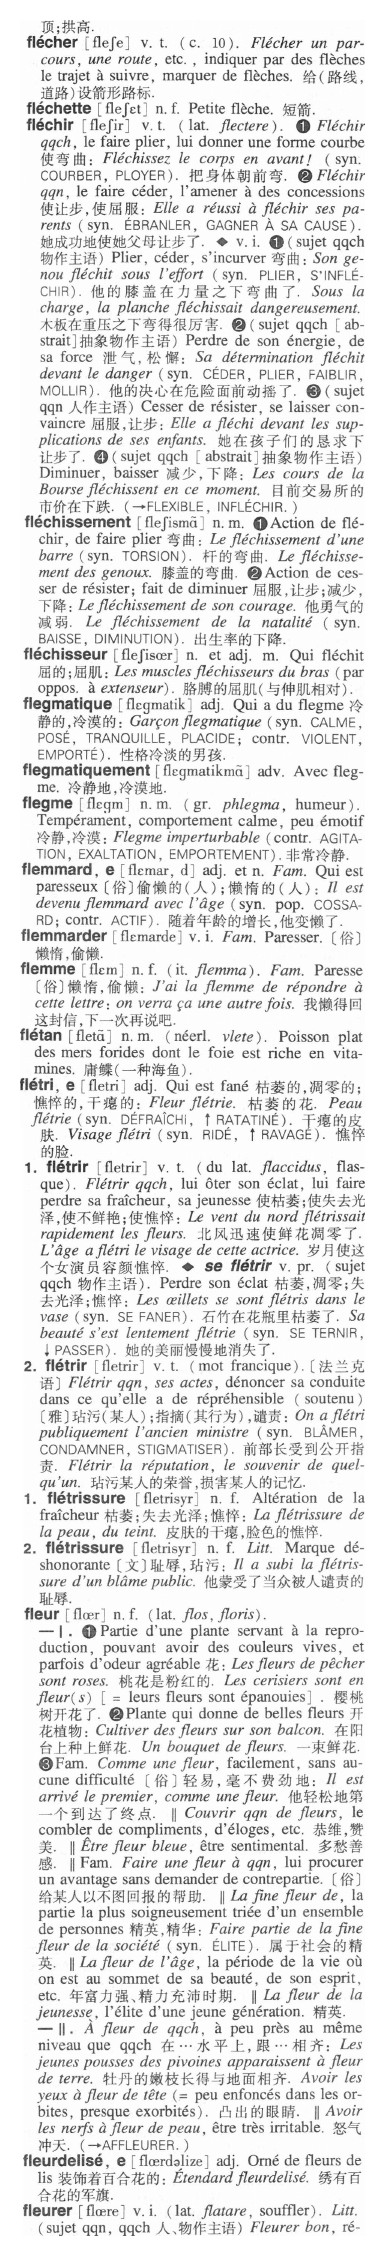 顶;拱高.
flécher [fleʃe] v. t. (c. 10). Flécher un par-
cours, une route, etc., indiquer par des flèches
le trajet à suivre, marquer de flèches. 给(路线,
道路)设箭形路标.
fléchette [fleʃɛt] n. f. Petite flèche. 短箭.
fléchir [fleʃir] v. t. (lat. flectere). ❶ Fléchir
qqch, le faire plier, lui donner une forme courbe
使弯曲: Fléchissez le corps en avant! (syn.
COURBER, PLOYER). 把身体朝前弯. ❷ Fléchir
qqn, le faire céder, l'amener à des concessions
使让步,使屈服: Elle a réussi à fléchir ses pa-
rents (syn. ÉBRANLER, GAGNER À SA CAUSE).
她成功地使她父母让步了. ◆ v. i. ❶ (sujet qqch
物作主语) Plier, céder, s'incurver 弯曲: Son ge-
nou fléchit sous l'effort (syn. PLIER, S'INFLÉ-
CHIR). 他的膝盖在力量之下弯曲了. Sous la
charge, la planche fléchissait dangereusement.
木板在重压之下弯得很厉害. ❷ (sujet qqch [ab-
strait]抽象物作主语) Perdre de son énergie, de
sa force 泄气,松懈: Sa détermination fléchit
devant le danger (syn. CÉDER, PLIER, FAIBLIR,
MOLLIR). 他的决心在危险面前动摇了. ❸ (sujet
qqn 人作主语) Cesser de résister, se laisser con-
vaincre 屈服,让步: Elle a fléchi devant les sup-
plications de ses enfants. 她在孩子们的恳求下
让步了. ❹ (sujet qqch [abstrait]抽象物作主语)
Diminuer, baisser 减少,下降: Les cours de la
Bourse fléchissent en ce moment. 目前交易所的
市价在下跌. (→FLEXIBLE, INFLÉCHIR.)
fléchissement [fleʃismɑ̃] n. m. ❶ Action de flé-
chir, de faire plier 弯曲: Le fléchissement d'une
barre (syn. TORSION). 杆的弯曲. Le fléchisse-
ment des genoux. 膝盖的弯曲. ❷ Action de ces-
ser de résister; fait de diminuer 屈服,让步;减少,
下降: Le fléchissement de son courage. 他勇气的
减弱. Le fléchissement de la natalité (syn.
BAISSE, DIMINUTION). 出生率的下降.
fléchisseur [fleʃisœr] n. et adj. m. Qui fléchit
屈的;屈肌: Les muscles fléchisseurs du bras (par
oppos. à extenseur). 胳膊的屈肌(与伸肌相对).
flegmatique [flɛgmatik] adj. Qui a du flegme 冷
静的,冷漠的: Garçon flegmatique (syn. CALME,
POSÉ, TRANQUILLE, PLACIDE; contr. VIOLENT,
EMPORTÉ). 性格冷淡的男孩.
flegmatiquement [flɛgmatikmɑ̃] adv. Avec fleg-
me. 冷静地,冷漠地.
flegme [flɛgm] n. m. (gr. phlegma, humeur).
Tempérament, comportement calme, peu émotif
冷静,冷漠: Flegme imperturbable (contr. AGITA-
TION, EXALTATION, EMPORTEMENT). 非常冷静.
flemmard, e [flɛmar, d] adj. et n. Fam. Qui est
paresseux 〔俗〕偷懒的(人);懒惰的(人): Il est
devenu flemmard avec l'âge (syn. pop. COSSA-
RD; contr. ACTIF). 随着年龄的增长,他变懒了.
flemmarder [flɛmarde] v. i. Fam. Paresser. 〔俗〕
懒惰,偷懒.
flemme [flɛm] n. f. (it. flemma). Fam. Paresse
〔俗〕懒惰,偷懒: J'ai la flemme de répondre à
cette lettre: on verra ça une autre fois. 我懒得回
这封信,下一次再说吧.
flétan [fletɑ̃] n. m. (néerl. vlete). Poisson plat
des mers forides dont le foie est riche en vita-
mines. 庸鲽(一种海鱼).
flétri, e [fletri] adj. Qui est fané 枯萎的,凋零的;
憔悴的,干瘪的: Fleur flétrie. 枯萎的花. Peau
flétrie (syn. DÉFRAÎCHI, ↑ RATATINÉ). 干瘪的皮
肤. Visage flétri (syn. RIDÉ, ↑ RAVAGÉ). 憔悴
的脸.
1. flétrir [fletrir] v. t. (du lat. flaccidus, flas-
que). Flétrir qqch, lui ôter son éclat, lui faire
perdre sa fraîcheur, sa jeunesse 使枯萎;使失去光
泽,使不鲜艳;使憔悴: Le vent du nord flétrissait
rapidement les fleurs. 北风迅速使鲜花凋零了.
L'âge a flétri le visage de cette actrice. 岁月使这
个女演员容颜憔悴. ◆ se flétrir v. pr. (sujet
qqch 物作主语). Perdre son éclat 枯萎,凋零;失
去光泽;憔悴: Les œillets se sont flétris dans le
vase (syn. SE FANER). 石竹在花瓶里枯萎了. Sa
beauté s'est lentement flétrie (syn. SE TERNIR,
↓ PASSER). 她的美丽慢慢地消失了.
2. flétrir [fletrir] v. t. (mot francique). 〔法兰克
语〕 Flétrir qqn, ses actes, dénoncer sa conduite
dans ce qu'elle a de répréhensible (soutenu)
〔雅〕玷污(某人);指摘(其行为),谴责: On a flétri
publiquement l'ancien ministre (syn. BLÂMER,
CONDAMNER, STIGMATISER). 前部长受到公开指
责. Flétrir la réputation, le souvenir de quel-
qu'un. 玷污某人的荣誉,损害某人的记忆.
1. flétrissure [fletrisyr] n. f. Altération de la
fraîcheur 枯萎;失去光泽;憔悴: La flétrissure de
la peau, du teint. 皮肤的干瘪,脸色的憔悴.
2. flétrissure [fletrisyr] n. f. Litt. Marque dé-
shonorante 〔文〕耻辱,玷污: Il a subi la flétris-
sure d'un blâme public. 他蒙受了当众被人谴责的
耻辱.
fleur [flœr] n. f. (lat. flos, floris).
— I. ❶ Partie d'une plante servant à la repro-
duction, pouvant avoir des couleurs vives, et
parfois d'odeur agréable 花: Les fleurs de pêcher
sont roses. 桃花是粉红的. Les cerisiers sont en
fleur(s) [= leurs fleurs sont épanouies]. 樱桃
树开花了. ❷ Plante qui donne de belles fleurs 开
花植物: Cultiver des fleurs sur son balcon. 在阳
台上种上鲜花. Un bouquet de fleurs. 一束鲜花.
❸ Fam. Comme une fleur, facilement, sans au-
cune difficulté 〔俗〕轻易,毫不费劲地: Il est
arrivé le premier, comme une fleur. 他轻松地第
一个到达了终点. ‖ Couvrir qqn de fleurs, le
combler de compliments, d'éloges, etc. 恭维,赞
美. ‖ Être fleur bleue, être sentimental. 多愁善
感. ‖ Fam. Faire une fleur à qqn, lui procurer
un avantage sans demander de contrepartie. 〔俗〕
给某人以不图回报的帮助. ‖ La fine fleur de, la
partie la plus soigneusement triée d'un ensemble
de personnes 精英,精华: Faire partie de la fine
fleur de la société (syn. ÉLITE). 属于社会的精
英. ‖ La fleur de l'âge, la période de la vie où
on est au sommet de sa beauté, de son esprit,
etc. 年富力强、精力充沛时期. ‖ La fleur de la
jeunesse, l'élite d'une jeune génération. 精英.
— II. À fleur de qqch, à peu près au même
niveau que qqch 在…水平上,跟…相齐: Les
jeunes pousses des pivoines apparaissent à fleur
de terre. 牡丹的嫩枝长得与地面相齐. Avoir les
yeux à fleur de tête (= peu enfoncés dans les or-
bites, presque exorbités). 凸出的眼睛. ‖ Avoir
les nerfs à fleur de peau, être très irritable. 怒气
冲天. (→AFFLEURER.)
fleurdelisé, e [flœrdəlize] adj. Orné de fleurs de
lis 装饰着百合花的: Étendard fleurdelisé. 绣有百
合花的军旗.
fleurer [flœre] v. i. (lat. flatare, souffler). Litt.
(sujet qqn, qqch 人、物作主语) Fleurer bon, ré-